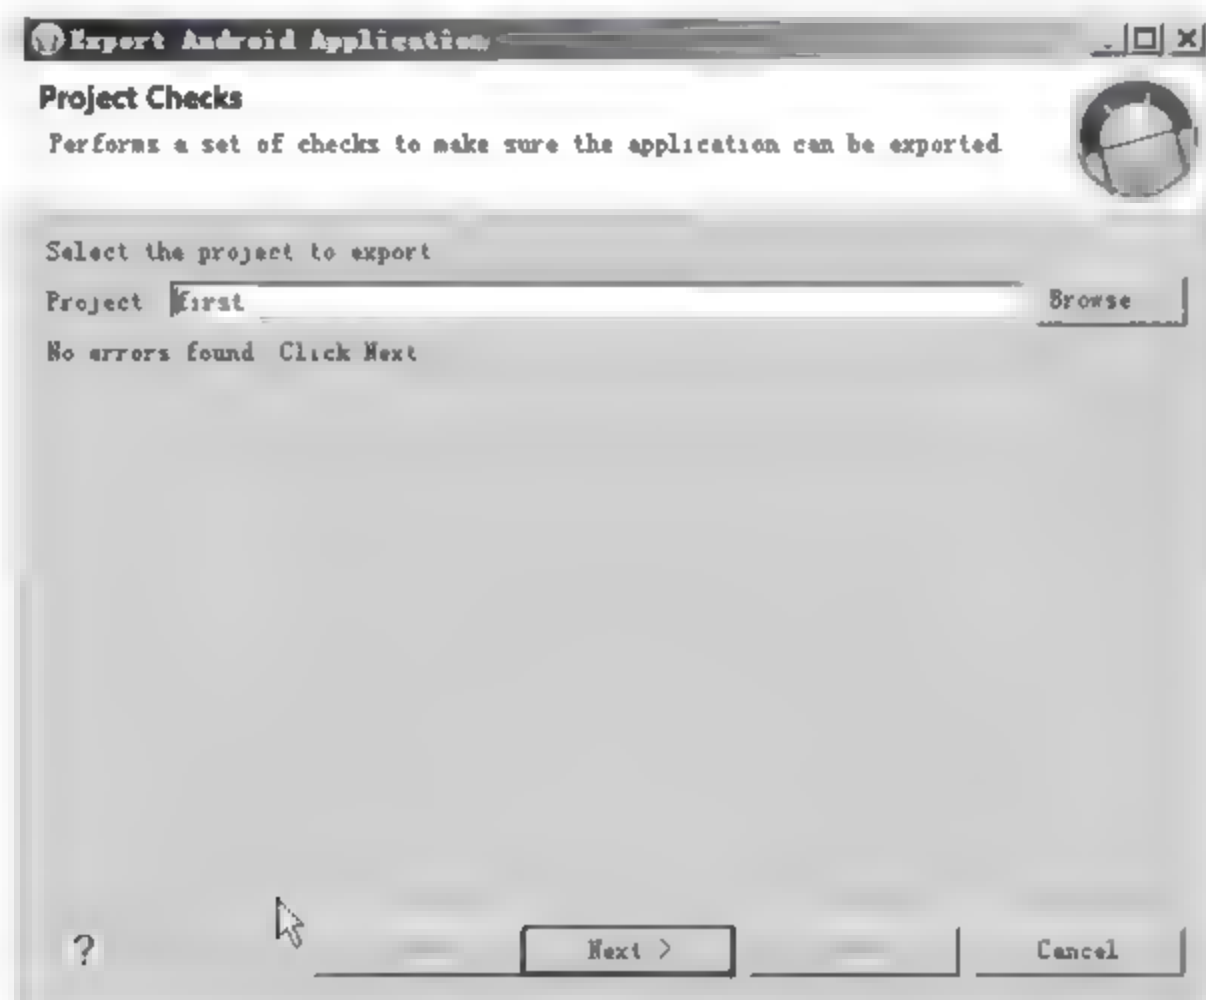 Export Android Application
Project Checks
Performs a set of checks to make sure the application can be exported
Select the project to export
Project first Browse
No errors found Click Next
? Next > Cancel